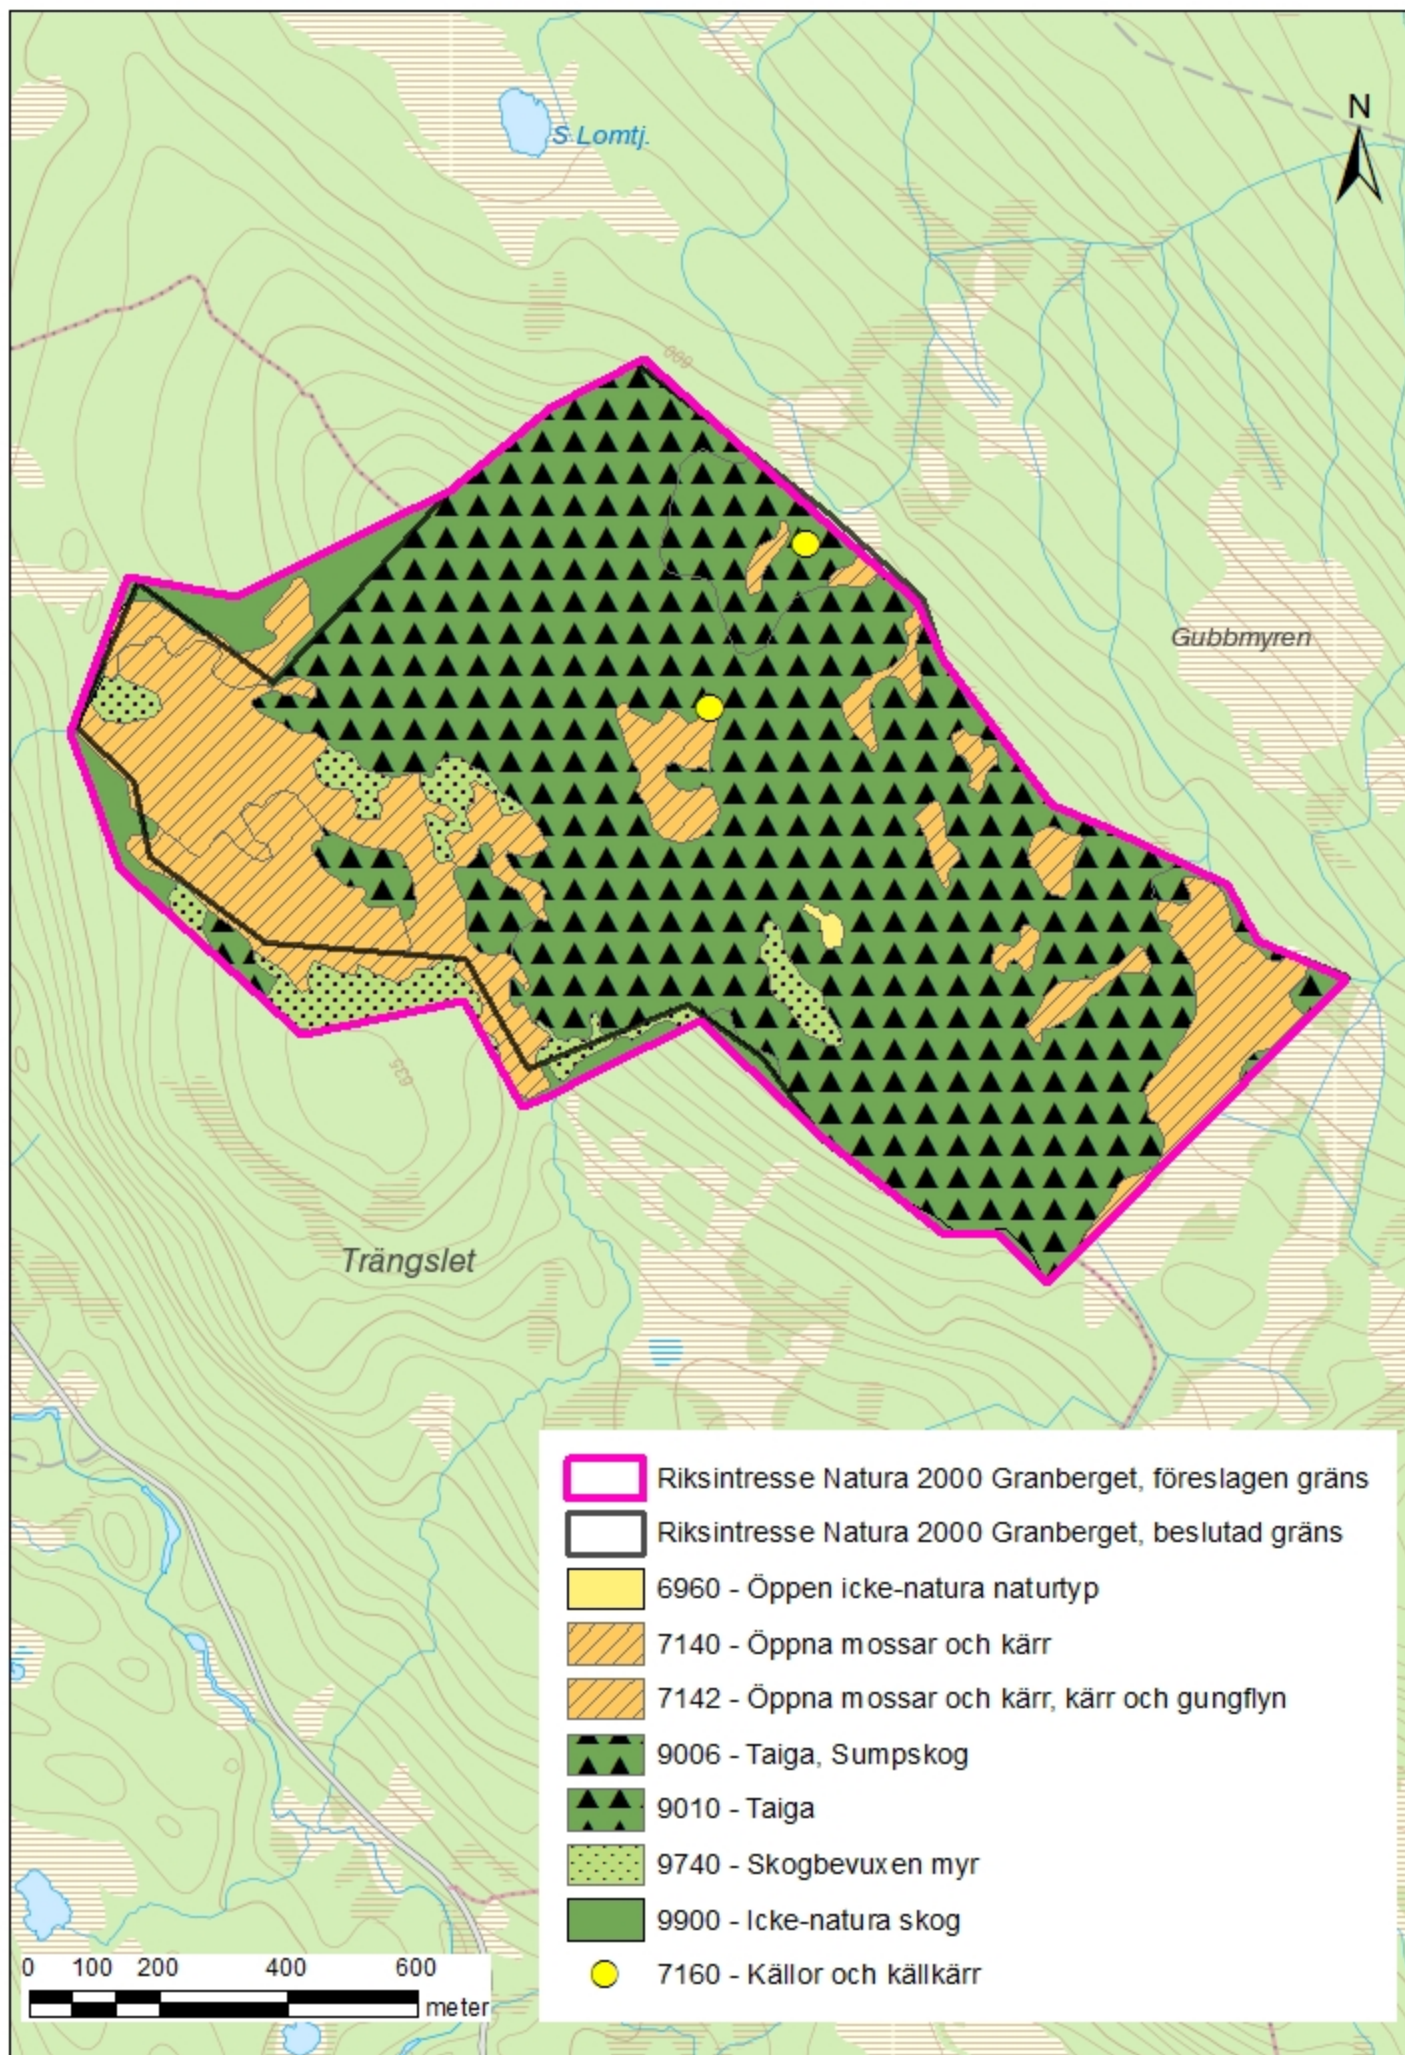 N
S Lomtj.
600
Gubbmyren
635
Trängslet
Riksintresse Natura 2000 Granberget, föreslagen gräns
Riksintresse Natura 2000 Granberget, beslutad gräns
6960 - Öppen icke-natura naturtyp
7140 - Öppna mossar och kärr
7142 - Öppna mossar och kärr, kärr och gungflyn
9006 - Taiga, Sumpskog
9010 - Taiga
9740 - Skogbevuxen myr
9900 - Icke-natura skog
7160 - Källor och källkärr
0 100 200 400 600
meter